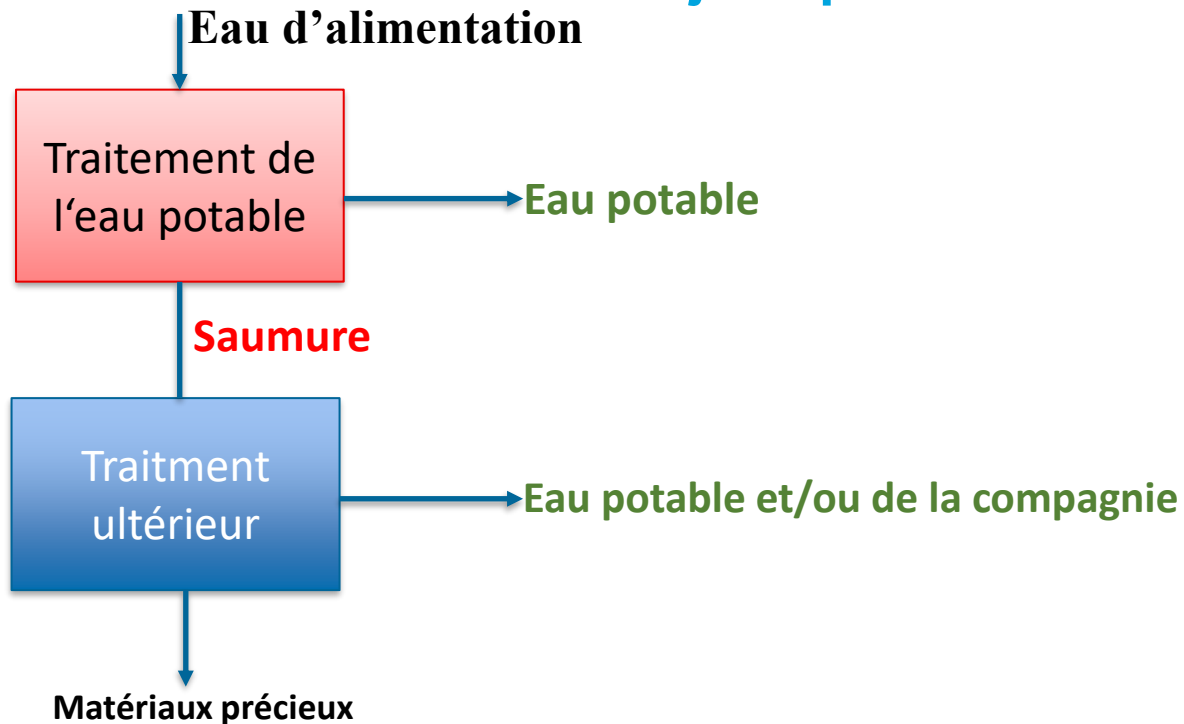 Eau d’alimentation
Traitement de
l‘eau potable
Eau potable
Saumure
Traitment
ultérieur
Eau potable et/ou de la compagnie
Matériaux précieux